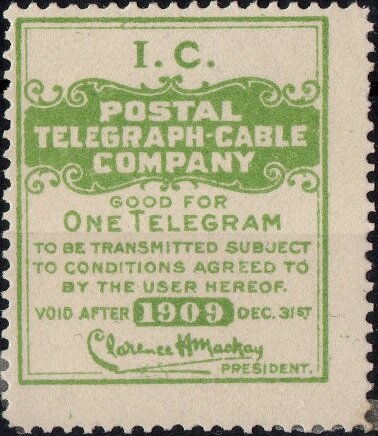 I. C.
POSTAL
TELEGRAPH-CABLE
COMPANY
GOOD FOR
ONE TELEGRAM
TO BE TRANSMITTED SUBJECT
TO CONDITIONS AGREED TO
BY THE USER HEREOF.
VOID AFTER 1909 DEC. 31ST
Clarence H Mackay
PRESIDENT.